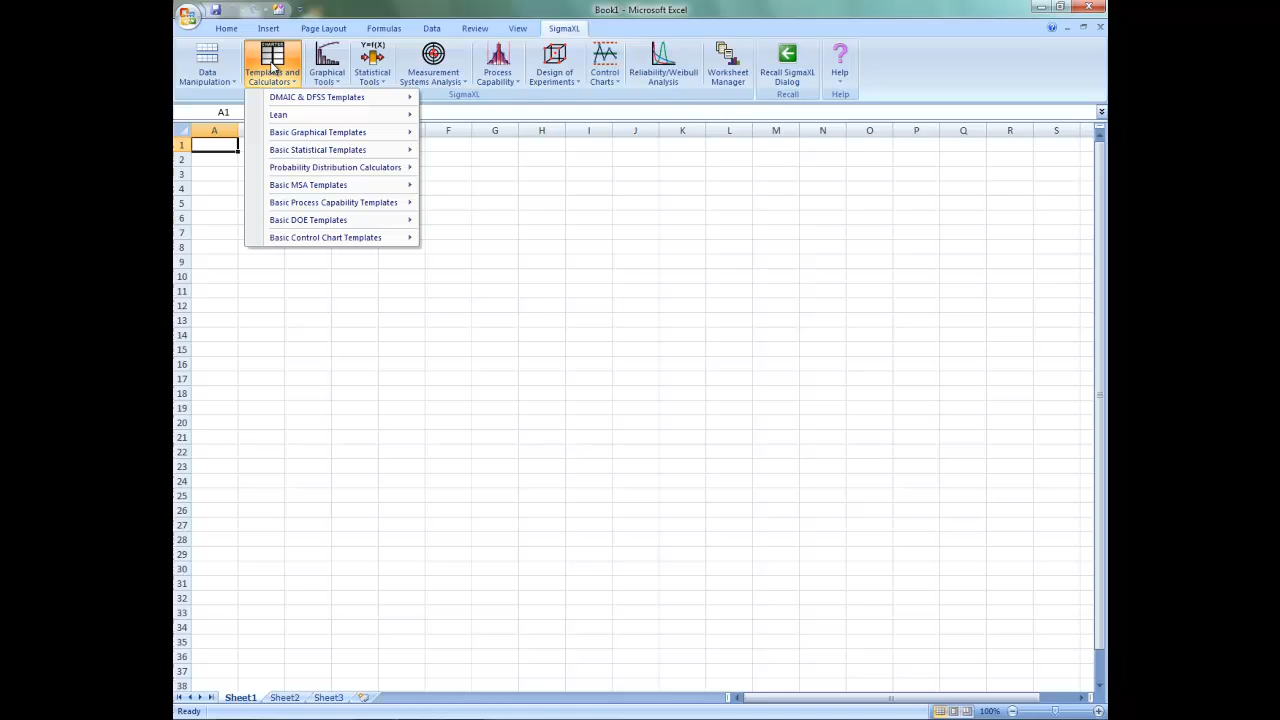 Book1 - Microsoft Excel
Home Insert Page Layout Formulas Data Review View SigmaXL
CHARTER Y=f(X)
Data Manipulation Templates and Calculators Graphical Tools Statistical Tools Measurement Systems Analysis Process Capability Design of Experiments Control Charts Reliability/Weibull Analysis Worksheet Manager Recall SigmaXL Dialog Help
SigmaXL Recall Help
A1
DMAIC & DFSS Templates
Lean
Basic Graphical Templates
Basic Statistical Templates
Probability Distribution Calculators
Basic MSA Templates
Basic Process Capability Templates
Basic DOE Templates
Basic Control Chart Templates
A F G H I J K L M N O P Q R S
1
2
3
4
5
6
7
8
9
10
11
12
13
14
15
16
17
18
19
20
21
22
23
24
25
26
27
28
29
30
31
32
33
34
35
36
37
38
Sheet1 Sheet2 Sheet3
Ready 100%